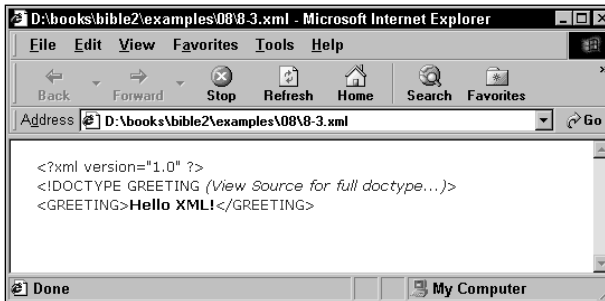 D:\books\bible2\examples\08\8-3.xml - Microsoft Internet Explorer
File Edit View Favorites Tools Help
Back Forward Stop Refresh Home Search Favorites »
Address D:\books\bible2\examples\08\8-3.xml Go
<?xml version="1.0" ?>
<!DOCTYPE GREETING (View Source for full doctype...)>
<GREETING>Hello XML!</GREETING>
Done My Computer